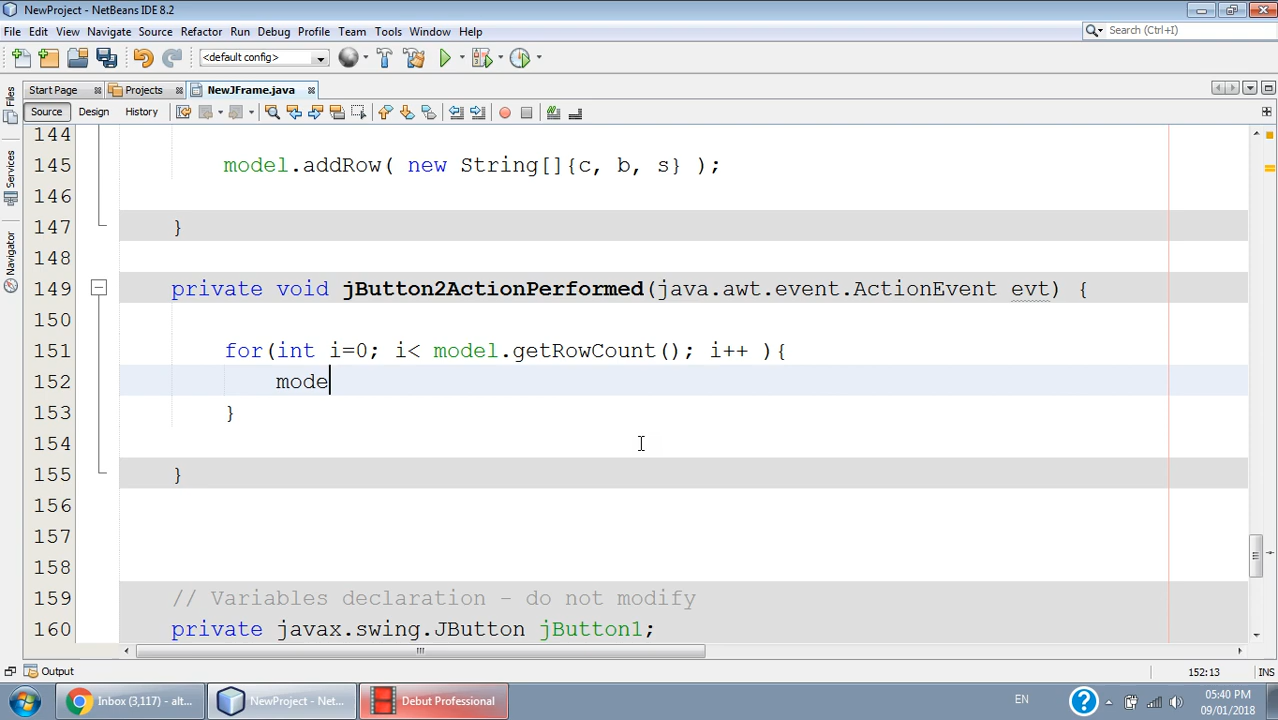 NewProject - NetBeans IDE 8.2
File Edit View Navigate Source Refactor Run Debug Profile Team Tools Window Help
Search (Ctrl+I)
<default config>
Start Page Projects NewJFrame.java
Source Design History
Files
Services
Navigator
144
145 model.addRow( new String[]{c, b, s} );
146
147 }
148
149 private void jButton2ActionPerformed(java.awt.event.ActionEvent evt) {
150
151 for(int i=0; i< model.getRowCount(); i++ ){
152 mode
153 }
154
155 }
156
157
158
159 // Variables declaration - do not modify
160 private javax.swing.JButton jButton1;
Output
152:13 INS
Inbox (3,117) - alt...
NewProject - Net...
Debut Professional
EN
05:40 PM
09/01/2018